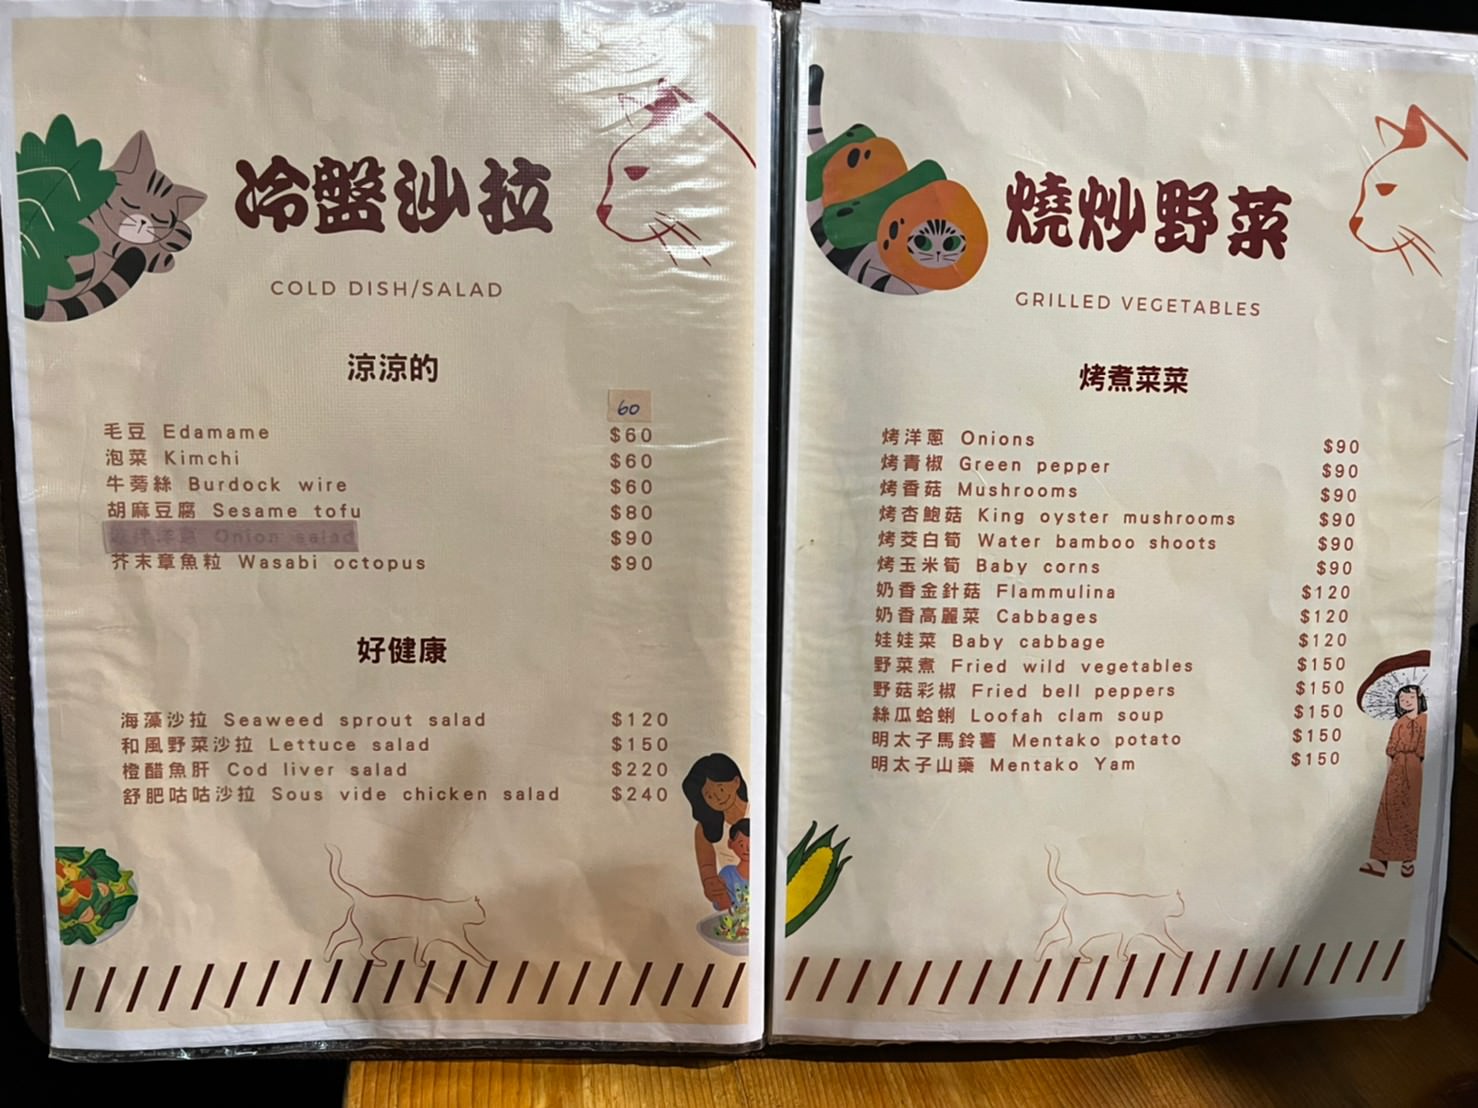 冷盤沙拉
COLD DISH/SALAD
涼涼的
60
毛豆 Edamame $60
泡菜 Kimchi $60
牛蒡絲 Burdock wire $60
胡麻豆腐 Sesame tofu $80
Onion salad $90
芥末章魚粒 Wasabi octopus $90
好健康
海藻沙拉 Seaweed sprout salad $120
和風野菜沙拉 Lettuce salad $150
橙醋魚肝 Cod liver salad $220
舒肥咕咕沙拉 Sous vide chicken salad $240
燒炒野菜
GRILLED VEGETABLES
烤煮菜菜
烤洋蔥 Onions $90
烤青椒 Green pepper $90
烤香菇 Mushrooms $90
烤杏鮑菇 King oyster mushrooms $90
烤茭白筍 Water bamboo shoots $90
烤玉米筍 Baby corns $90
奶香金針菇 Flammulina $120
奶香高麗菜 Cabbages $120
娃娃菜 Baby cabbage $120
野菜煮 Fried wild vegetables $150
野菇彩椒 Fried bell peppers $150
絲瓜蛤蜊 Loofah clam soup $150
明太子馬鈴薯 Mentako potato $150
明太子山藥 Mentako Yam $150